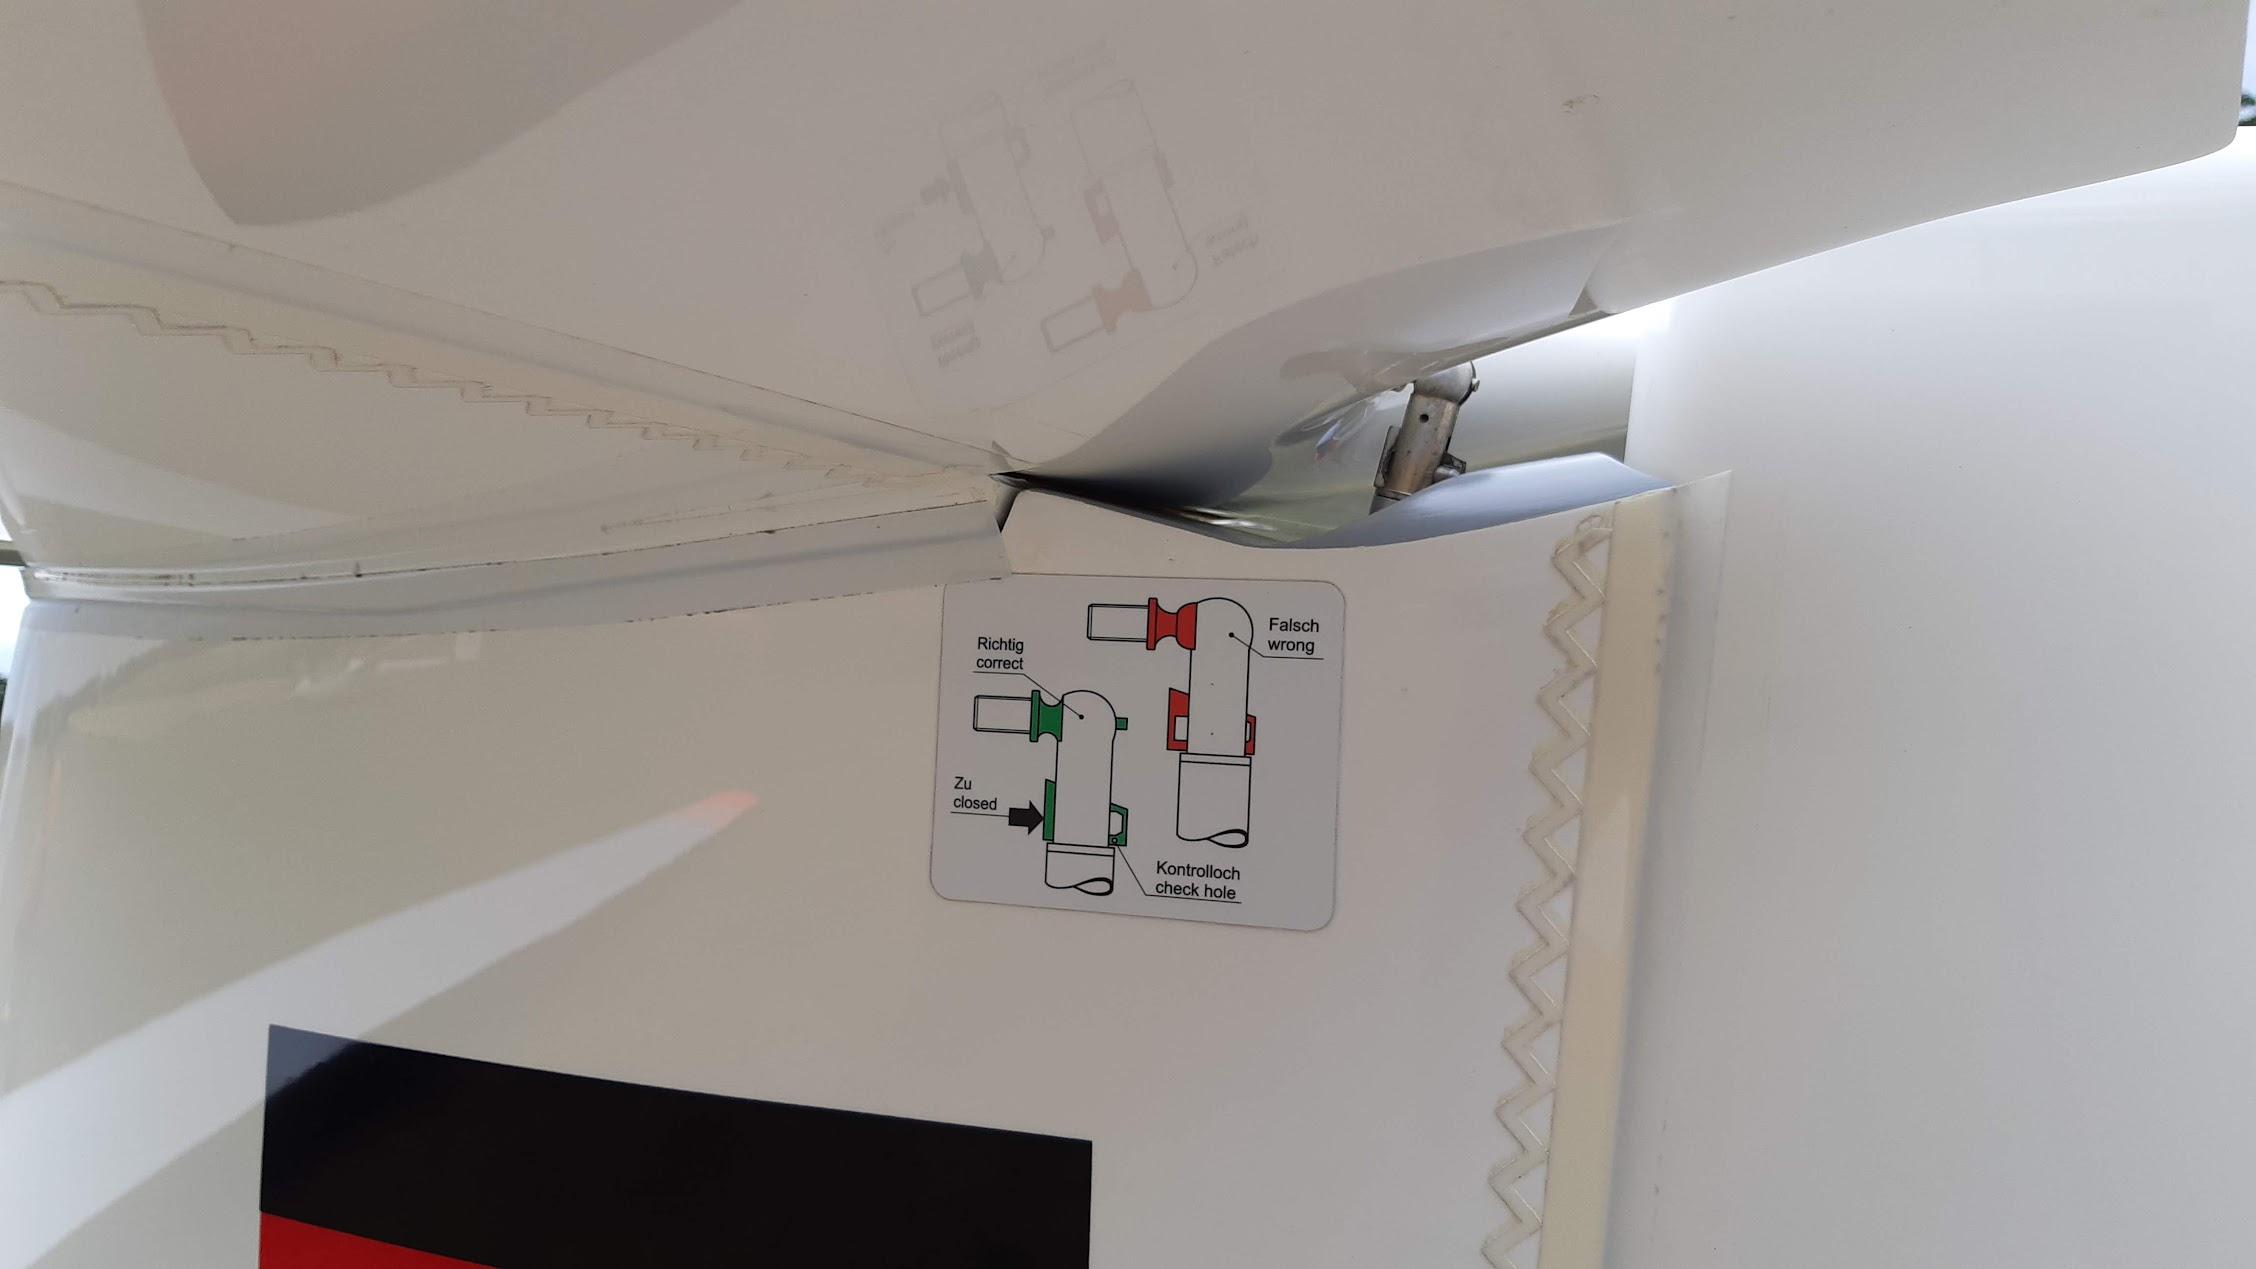 Falsch
wrong
Richtig
correct
Zu
closed
Kontrolloch
check hole